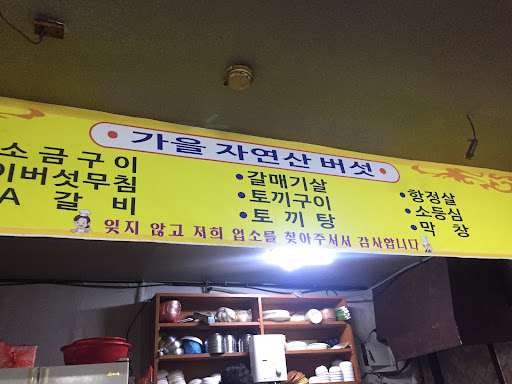 가을 자연산 버섯
소금구이
이버섯무침
A 갈비
• 갈매기살
• 토끼구이
• 토끼탕
• 항정살
• 소등심
• 막창
잊지 않고 저희 업소를 찾아주셔서 감사합니다